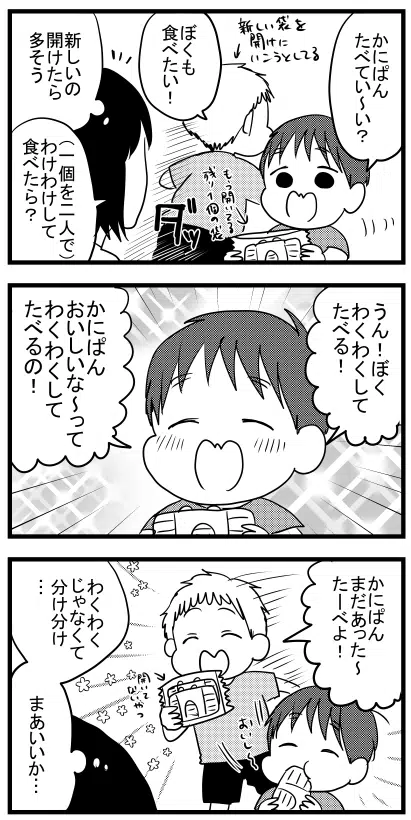 かにぱん
たべてい〜い?
新しい袋を
開けに
いこうとしてる
ぼくも
食べたい!
もう開いてる
残り1個の袋
ダッ
新しいの
開けたら
多そう
(一個を二人で)
わけわけして
食べたら?
うん!ぼく
わくわくして
たべる!
かにぱん
おいしいな〜って
わくわくして
たべるの!
かにぱん
まだあった〜
たーべよ!
おいし〜
開いて
ないやつ
わくわく
じゃなくて
分け分け
…
まあいいか…